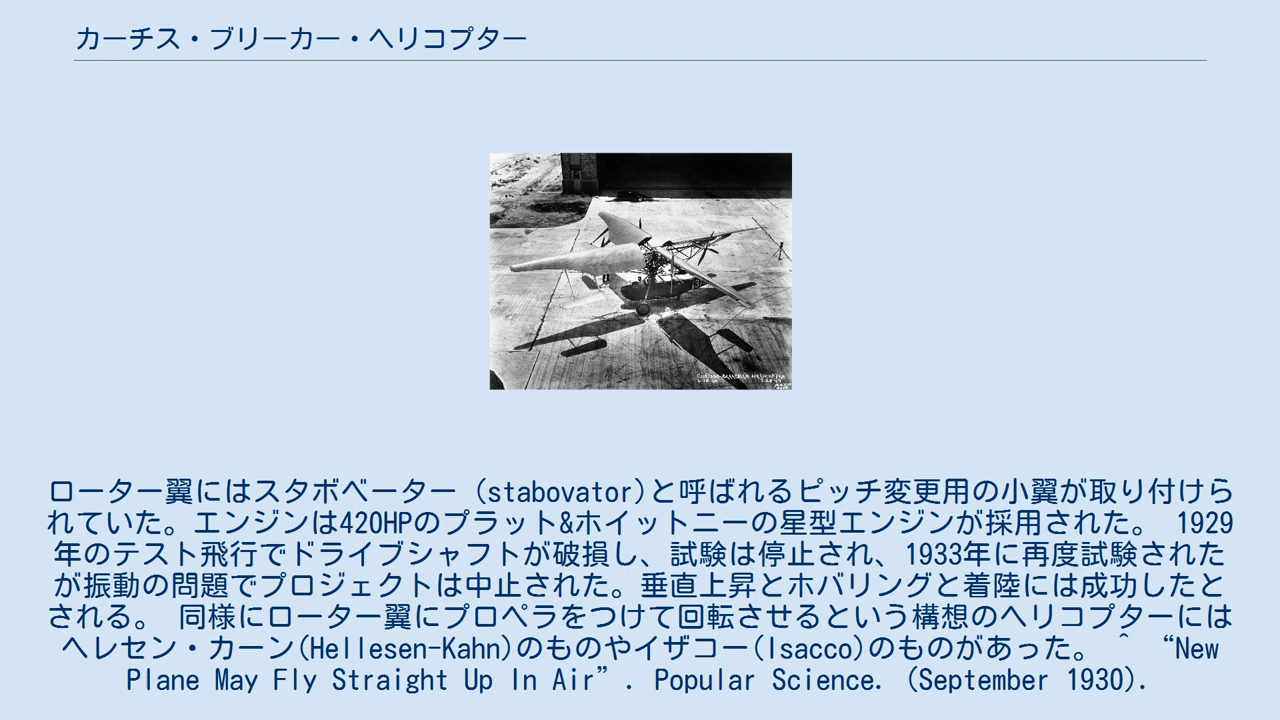 カーチス・ブリーカー・ヘリコプター
ローター翼にはスタボベーター (stabovator)と呼ばれるピッチ変更用の小翼が取り付けら
れていた。エンジンは420HPのプラット&ホイットニーの星型エンジンが採用された。 1929
年のテスト飛行でドライブシャフトが破損し、試験は停止され、1933年に再度試験された
が振動の問題でプロジェクトは中止された。垂直上昇とホバリングと着陸には成功したと
される。 同様にローター翼にプロペラをつけて回転させるという構想のヘリコプターには
ヘレセン・カーン(Hellesen-Kahn)のものやイザコー(Isacco)のものがあった。 ^ “New
Plane May Fly Straight Up In Air”. Popular Science. (September 1930).